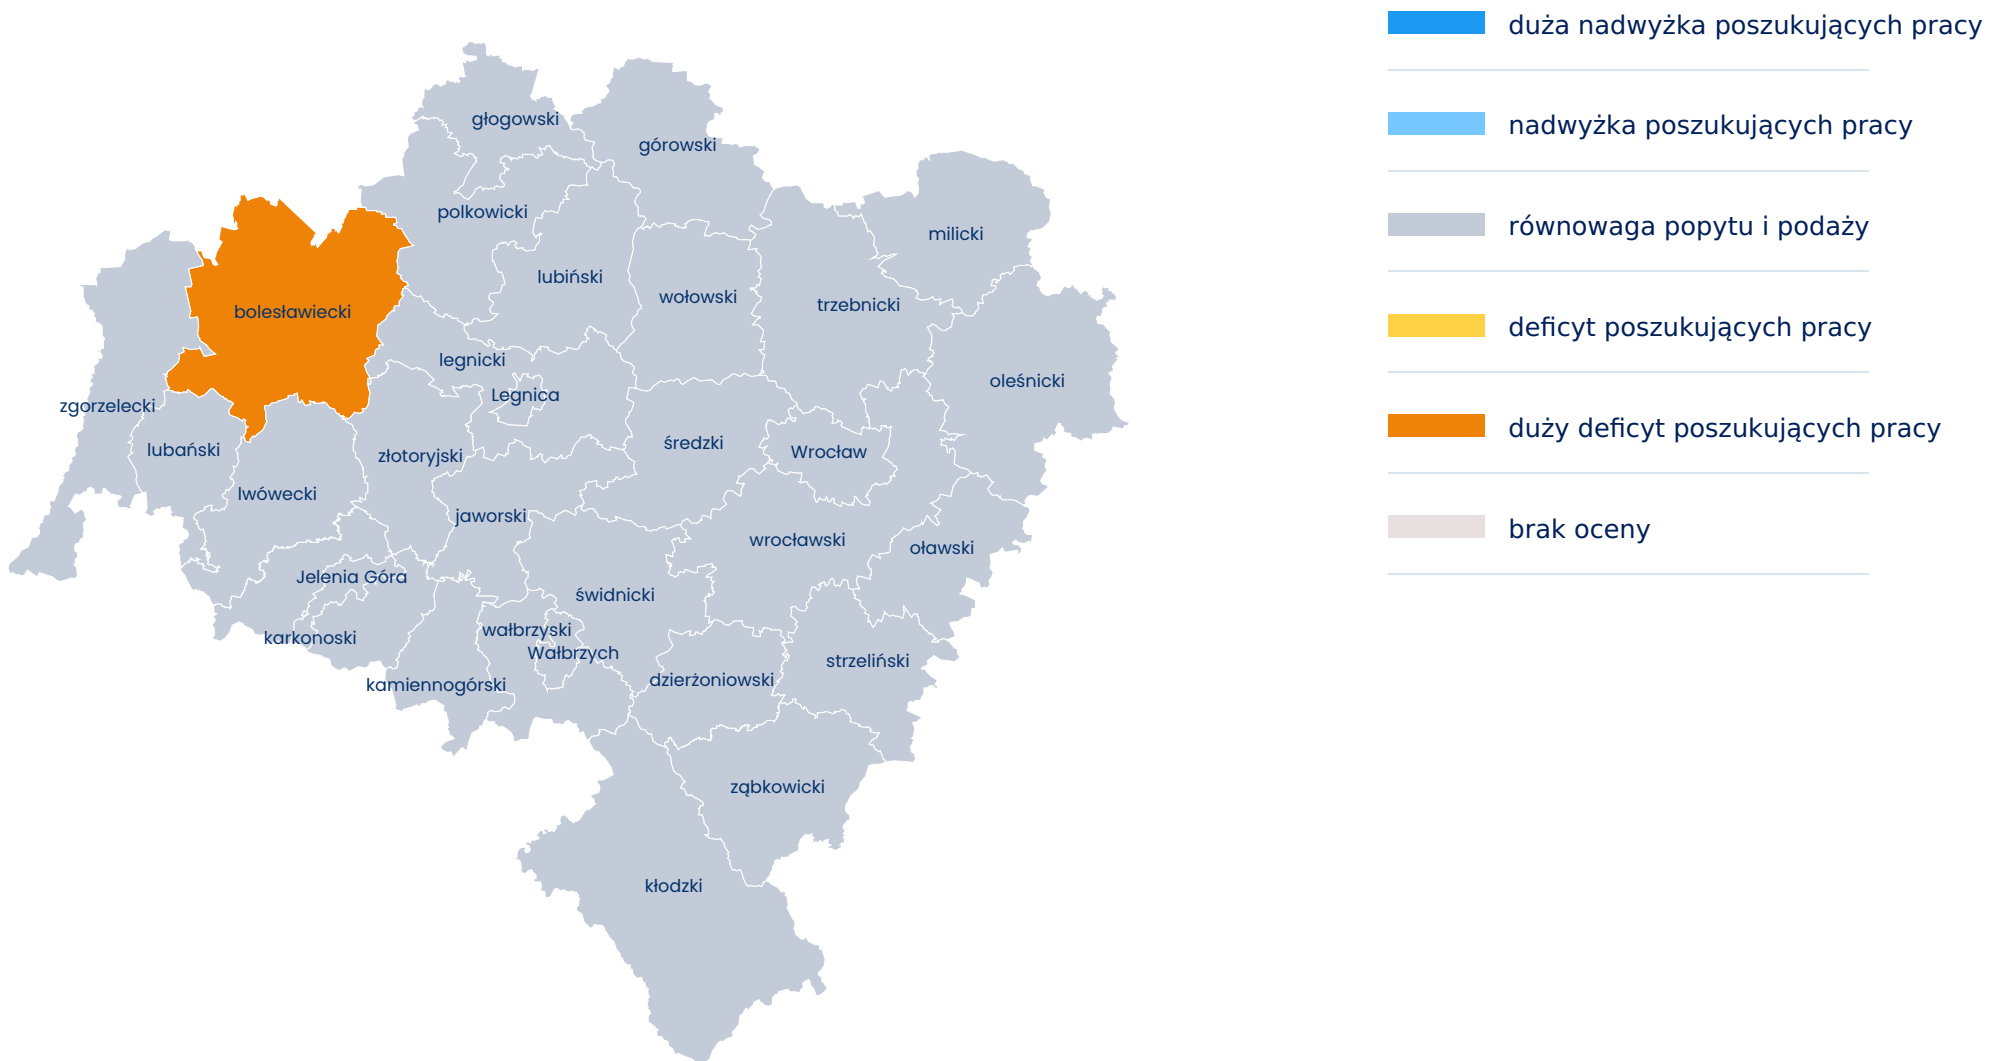 duża nadwyżka poszukujących pracy
nadwyżka poszukujących pracy
równowaga popytu i podaży
deficyt poszukujących pracy
duży deficyt poszukujących pracy
brak oceny
głogowski
górowski
polkowicki
milicki
lubiński
wołowski
trzebnicki
bolesławiecki
legnicki
oleśnicki
Legnica
zgorzelecki
średzki
lubański
Wrocław
złotoryjski
lwówecki
jaworski
wrocławski
oławski
Jelenia Góra
świdnicki
wałbrzyski
karkonoski
Wałbrzych
strzeliński
dzierżoniowski
kamiennogórski
ząbkowicki
kłodzki